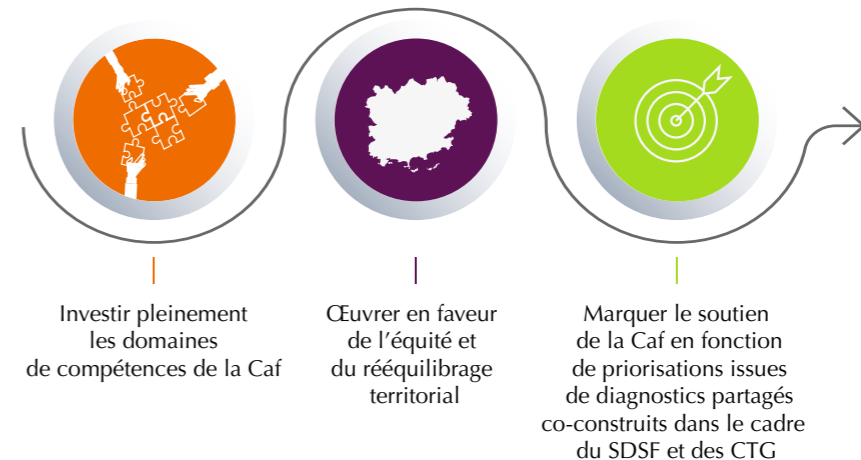 Investir pleinement
les domaines
de compétences de la Caf
Œuvrer en faveur
de l'équité et
du rééquilibrage
territorial
Marquer le soutien
de la Caf en fonction
de priorisations issues
de diagnostics partagés
co-construits dans le cadre
du SDSF et des CTG